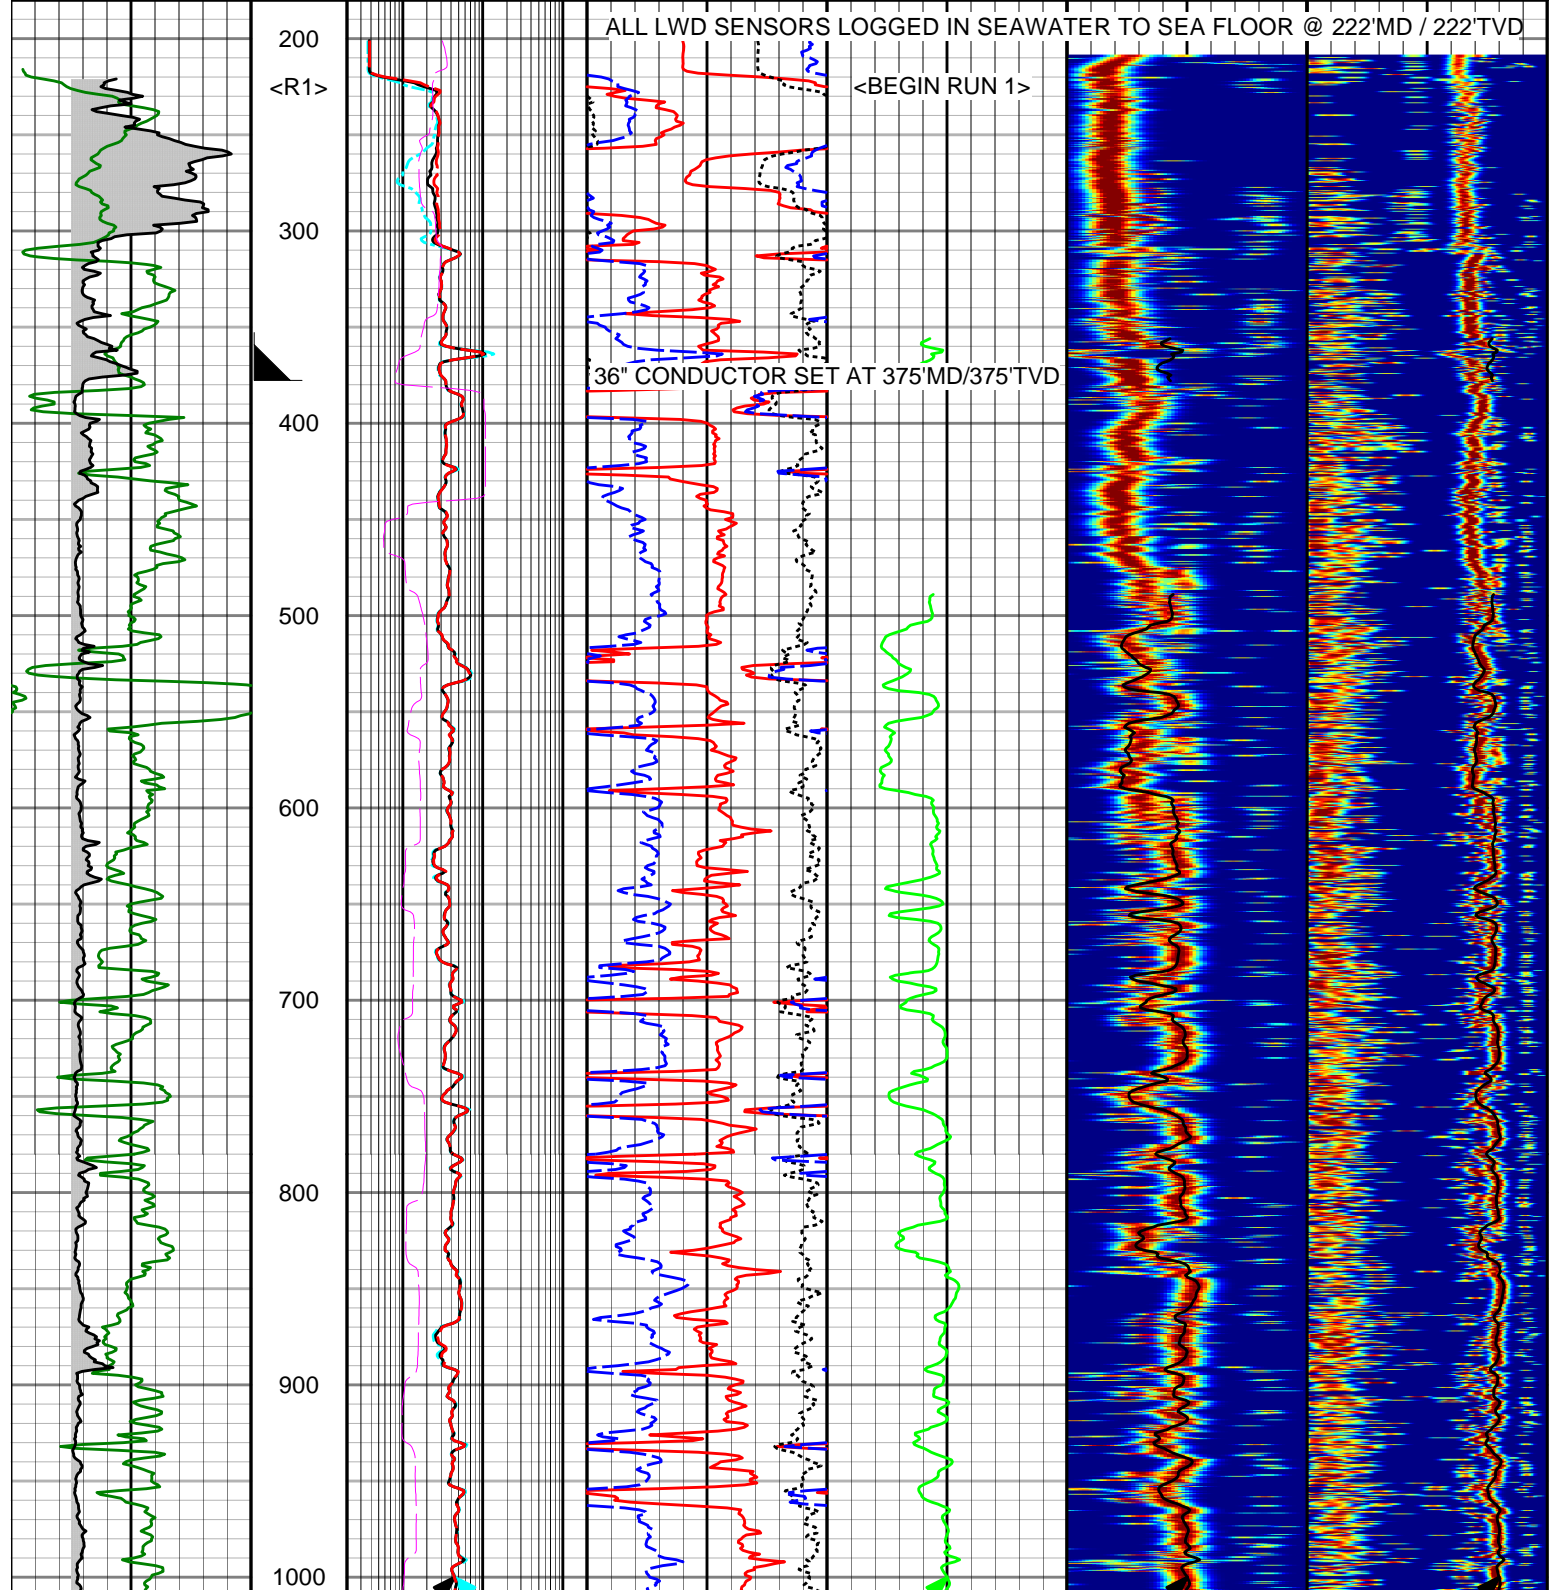 ALL LWD SENSORS LOGGED IN SEAWATER TO SEA FLOOR @ 222'MD / 222'TVD
200
<R1>
<BEGIN RUN 1>
300
36" CONDUCTOR SET AT 375'MD/375'TVD
400
500
600
700
800
900
1000